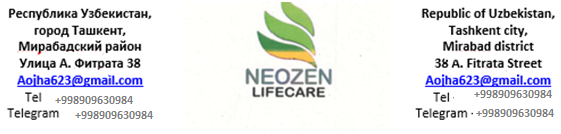 Республика Узбекистан,
город Ташкент,
Мирабадский район
Улица А. Фитрата 38
Aojha623@gmail.com
Tel +998909630984
Telegram +998909630984
NEOZEN
LIFECARE
Republic of Uzbekistan,
Tashkent city,
Mirabad district
38 A. Fitrata Street
Aojha623@gmail.com
Tel · +998909630984
Telegram · +998909630984